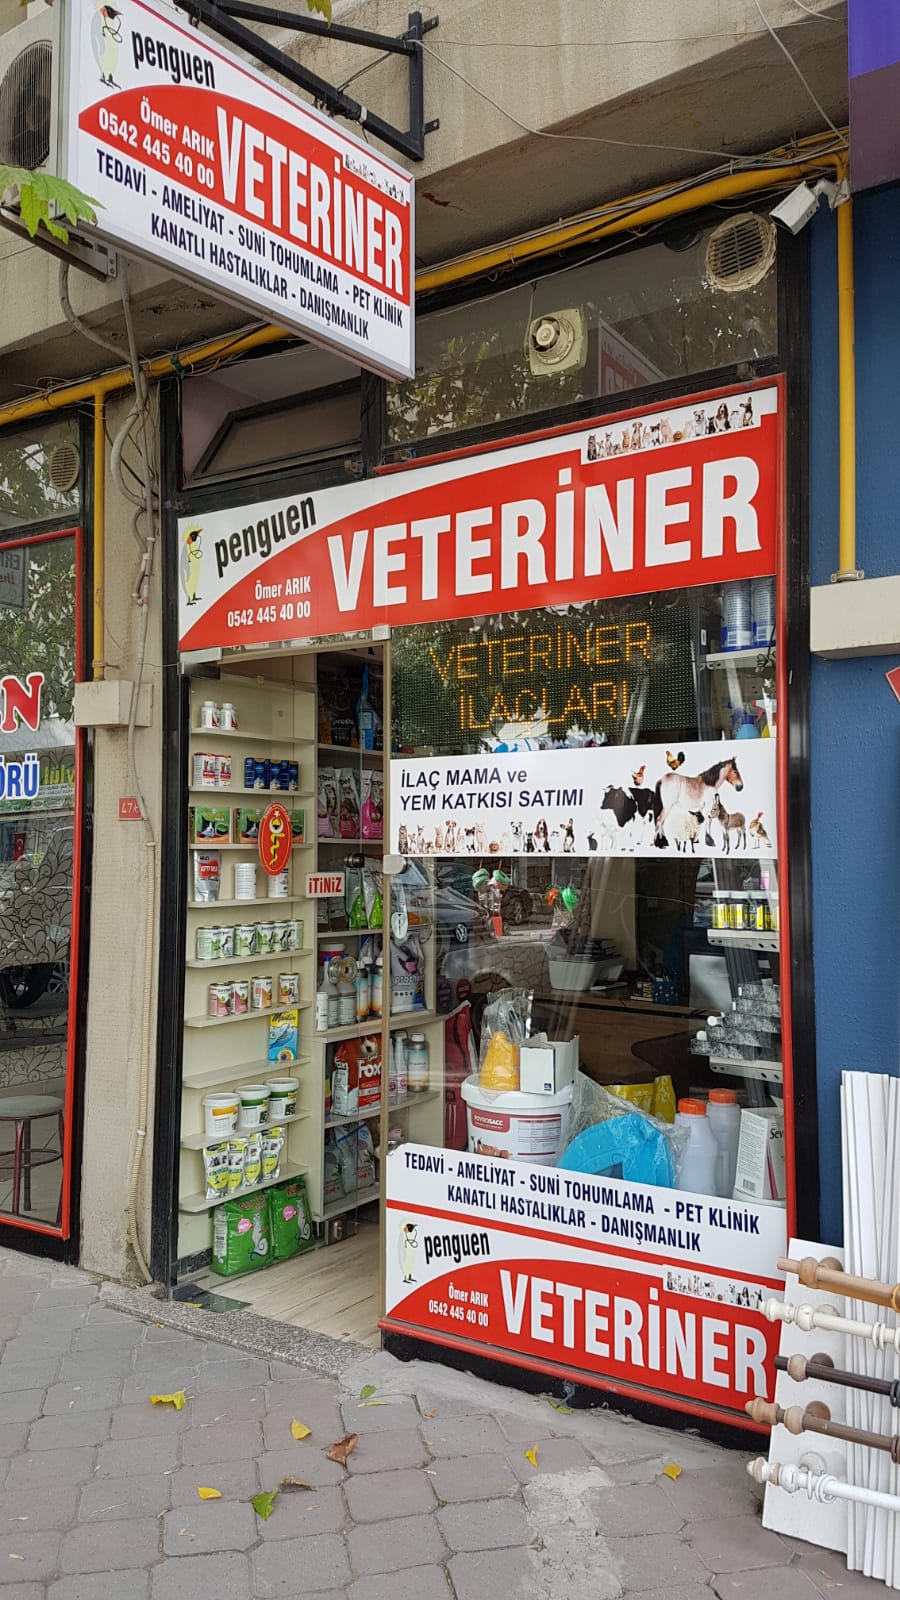 penguen
Ömer ARIK
0542 445 40 00
VETERİNER
TEDAVİ - AMELİYAT - SUNİ TOHUMLAMA - PET KLİNİK
KANATLI HASTALIKLAR - DANIŞMANLIK
penguen
Ömer ARIK
0542 445 40 00
VETERİNER
VETERİNER
İLAÇLARI
İLAÇ MAMA ve
YEM KATKISI SATIMI
İTİNİZ
ÖRÜ
Fox
TEDAVİ - AMELİYAT - SUNİ TOHUMLAMA - PET KLİNİK
KANATLI HASTALIKLAR - DANIŞMANLIK
penguen
Ömer ARIK
0542 445 40 00
VETERİNER